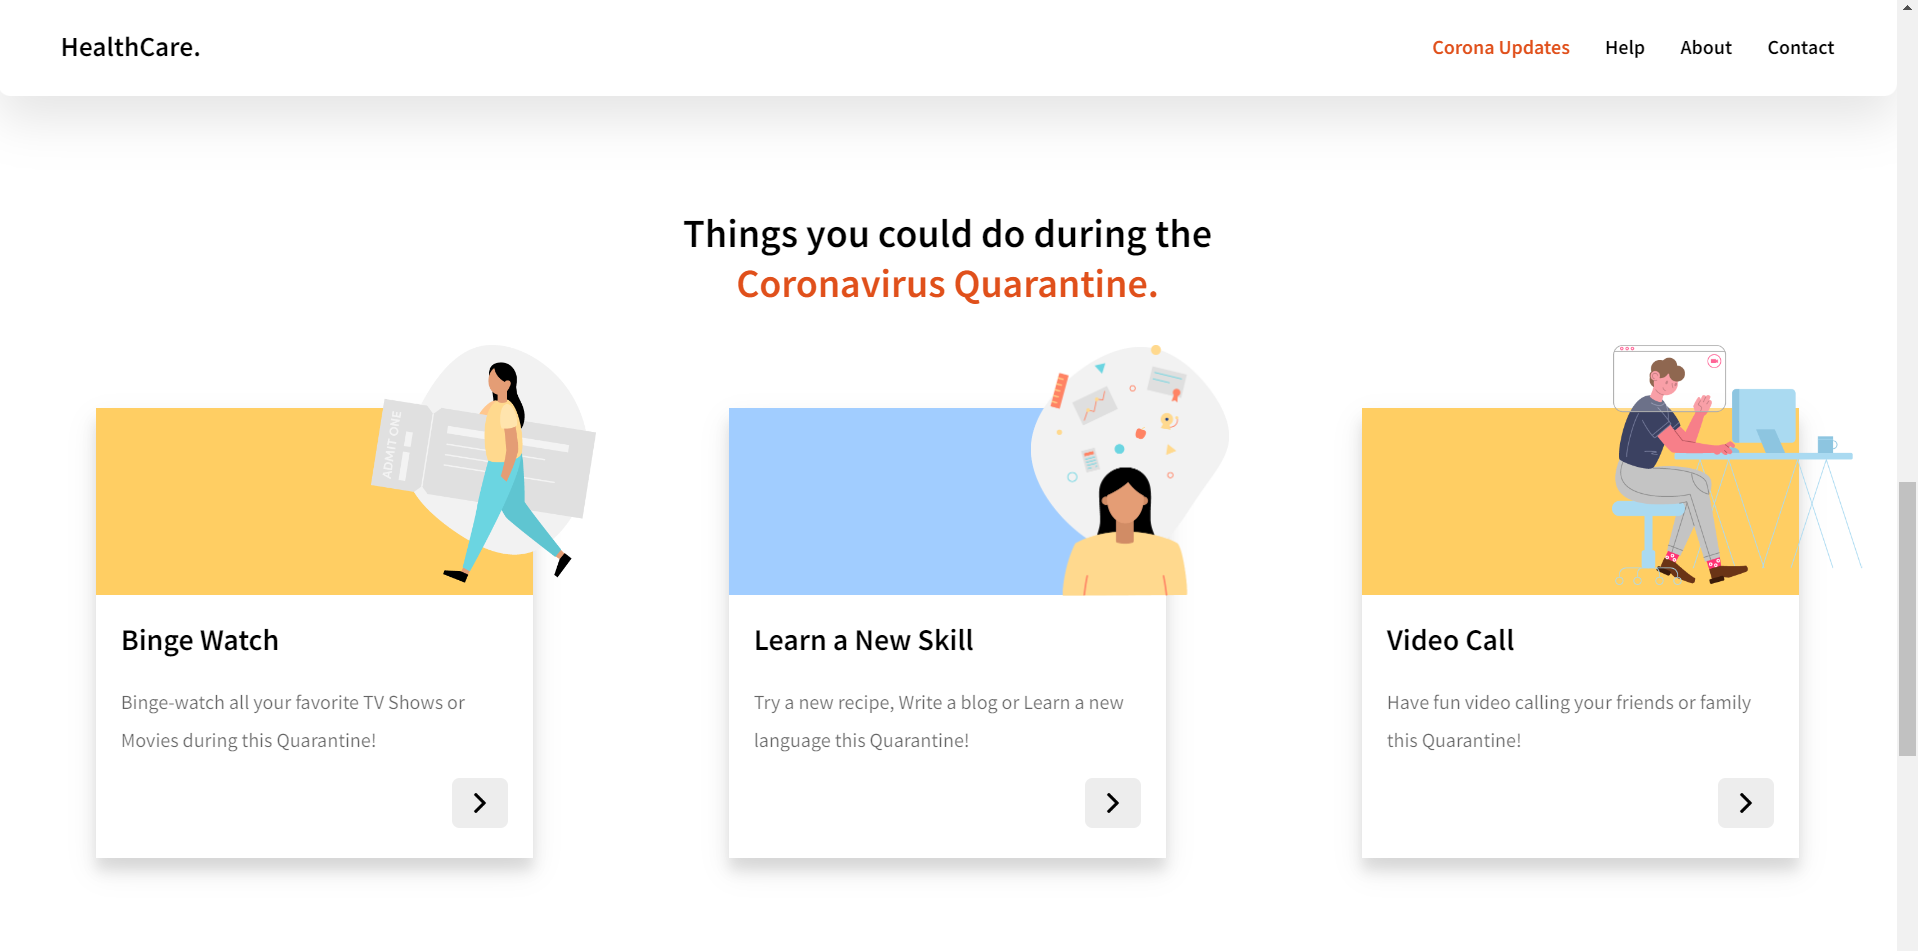 HealthCare.
Corona Updates
Help
About
Contact
Things you could do during the
Coronavirus Quarantine.
ADMIT ONE
Binge Watch
Binge-watch all your favorite TV Shows or
Movies during this Quarantine!
Learn a New Skill
Try a new recipe, Write a blog or Learn a new
language this Quarantine!
Video Call
Have fun video calling your friends or family
this Quarantine!